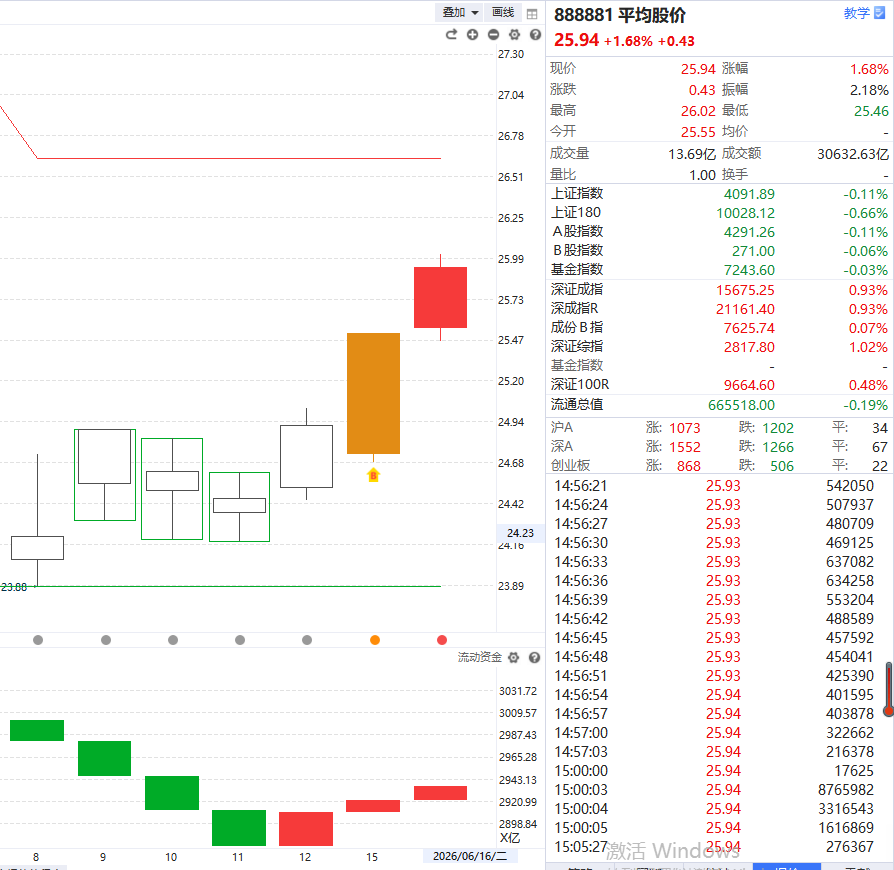 叠加 画线
27.30
27.04
26.78
26.51
26.25
25.99
25.73
25.47
25.20
24.94
24.68
24.42
24.23
24.16
23.89
23.88
B
流动资金
3031.72
3009.57
2987.43
2965.28
2943.13
2920.99
2898.84
X亿
8 9 10 11 12 15 2026/06/16/二
888881 平均股价 教学
25.94 +1.68% +0.43
现价 25.94 涨幅 1.68%
涨跌 0.43 振幅 2.18%
最高 26.02 最低 25.46
今开 25.55 均价 -
成交量 13.69亿 成交额 30632.63亿
量比 1.00 换手 -
上证指数 4091.89 -0.11%
上证180 10028.12 -0.66%
A股指数 4291.26 -0.11%
B股指数 271.00 -0.06%
基金指数 7243.60 -0.03%
深证成指 15675.25 0.93%
深成指R 21161.40 0.93%
成份B指 7625.74 0.07%
深证综指 2817.80 1.02%
基金指数 - -
深证100R 9664.60 0.48%
流通总值 665518.00 -0.19%
沪A 涨: 1073 跌: 1202 平: 34
深A 涨: 1552 跌: 1266 平: 67
创业板 涨: 868 跌: 506 平: 22
14:56:21 25.93 542050
14:56:24 25.93 507937
14:56:27 25.93 480709
14:56:30 25.93 469125
14:56:33 25.93 637082
14:56:36 25.93 634258
14:56:39 25.93 553204
14:56:42 25.93 488589
14:56:45 25.93 457592
14:56:48 25.93 454041
14:56:51 25.93 425390
14:56:54 25.94 401595
14:56:57 25.94 403878
14:57:00 25.94 322662
14:57:03 25.94 216378
15:00:00 25.94 17625
15:00:03 25.94 8765982
15:00:04 25.94 3316543
15:00:05 25.94 1616869
15:05:27 25.94 276367
激活 Windows